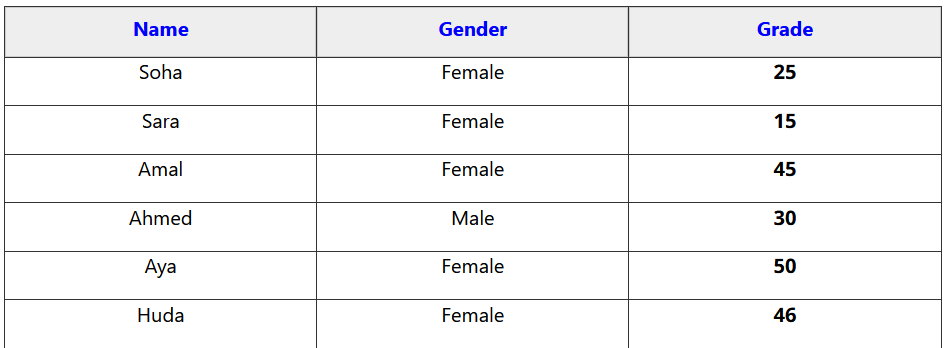 Name Gender Grade
Soha Female 25
Sara Female 15
Amal Female 45
Ahmed Male 30
Aya Female 50
Huda Female 46